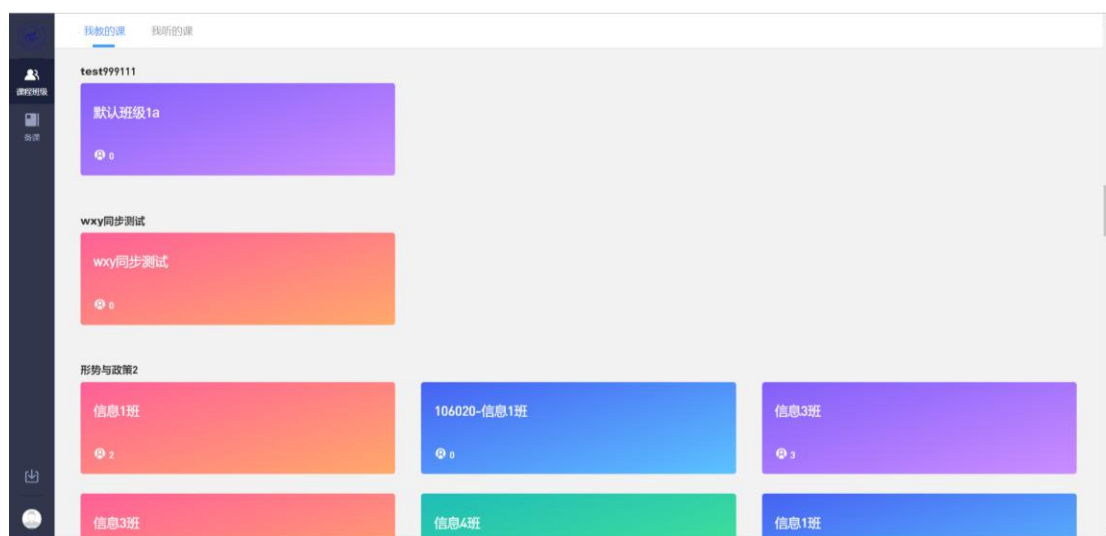 我教的课 我听的课
课程班级
备课
test999111
默认班级1a
0
wxy同步测试
wxy同步测试
0
形势与政策2
信息1班 106020-信息1班 信息3班
2 0 3
信息3班 信息4班 信息1班